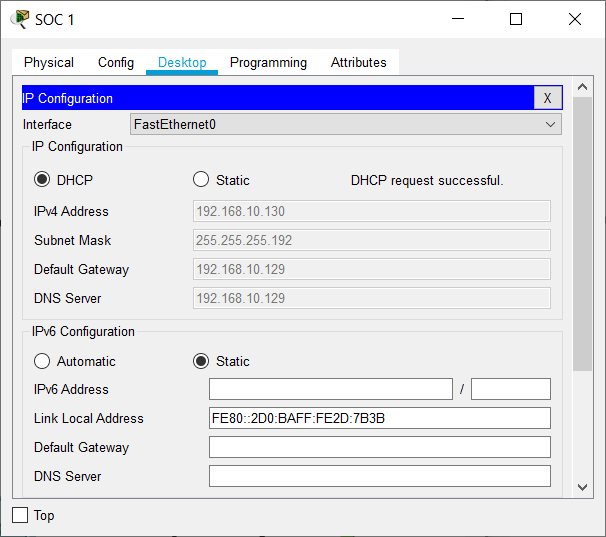 SOC 1
Physical Config Desktop Programming Attributes
IP Configuration X
Interface FastEthernet0
IP Configuration
DHCP Static DHCP request successful.
IPv4 Address 192.168.10.130
Subnet Mask 255.255.255.192
Default Gateway 192.168.10.129
DNS Server 192.168.10.129
IPv6 Configuration
Automatic Static
IPv6 Address /
Link Local Address FE80::2D0:BAFF:FE2D:7B3B
Default Gateway
DNS Server
Top